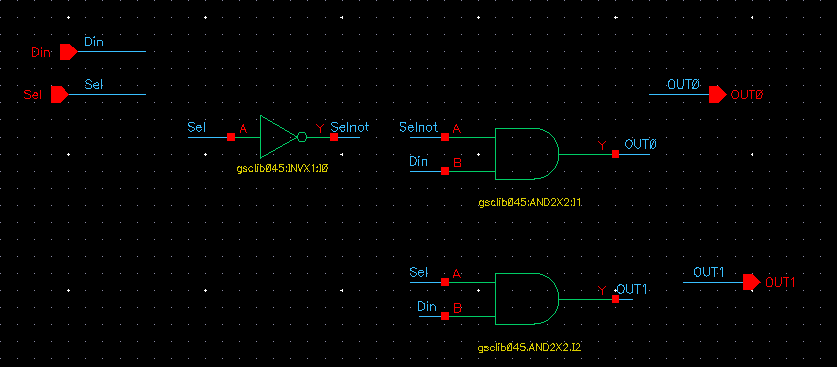 Din
Din
Sel
Sel
OUT0
OUT0
Sel
A
Y
Selnot
gsclib045:INVX1:I0
Selnot
A
Din
B
Y
OUT0
gsclib045:AND2X2:I1
Sel
A
Din
B
Y
OUT1
gsclib045:AND2X2:I2
OUT1
OUT1